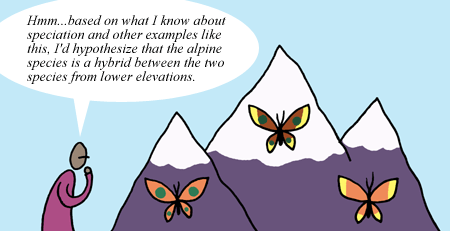 Hmm...based on what I know about
speciation and other examples like
this, I'd hypothesize that the alpine
species is a hybrid between the two
species from lower elevations.